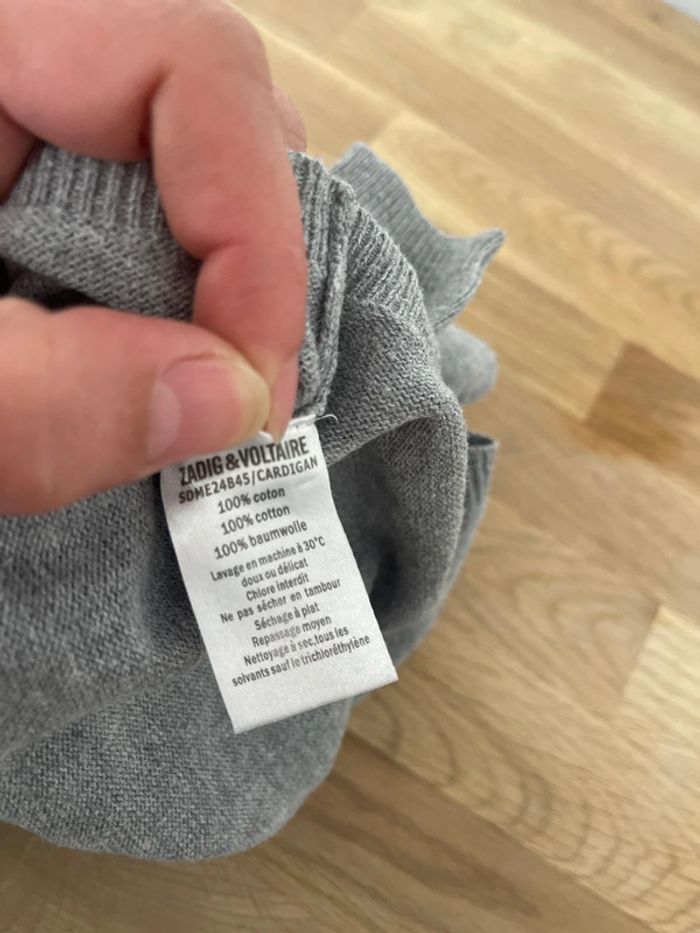 ZADIG & VOLTAIRE
SDME24B45/CARDIGAN
100% coton
100% cotton
100% baumwolle
Lavage en machine à 30°C
doux ou délicat
Chlore interdit
Ne pas sécher en tambour
Séchage à plat
Repassage moyen
Nettoyage à sec,tous les
solvants sauf le trichloréthylène